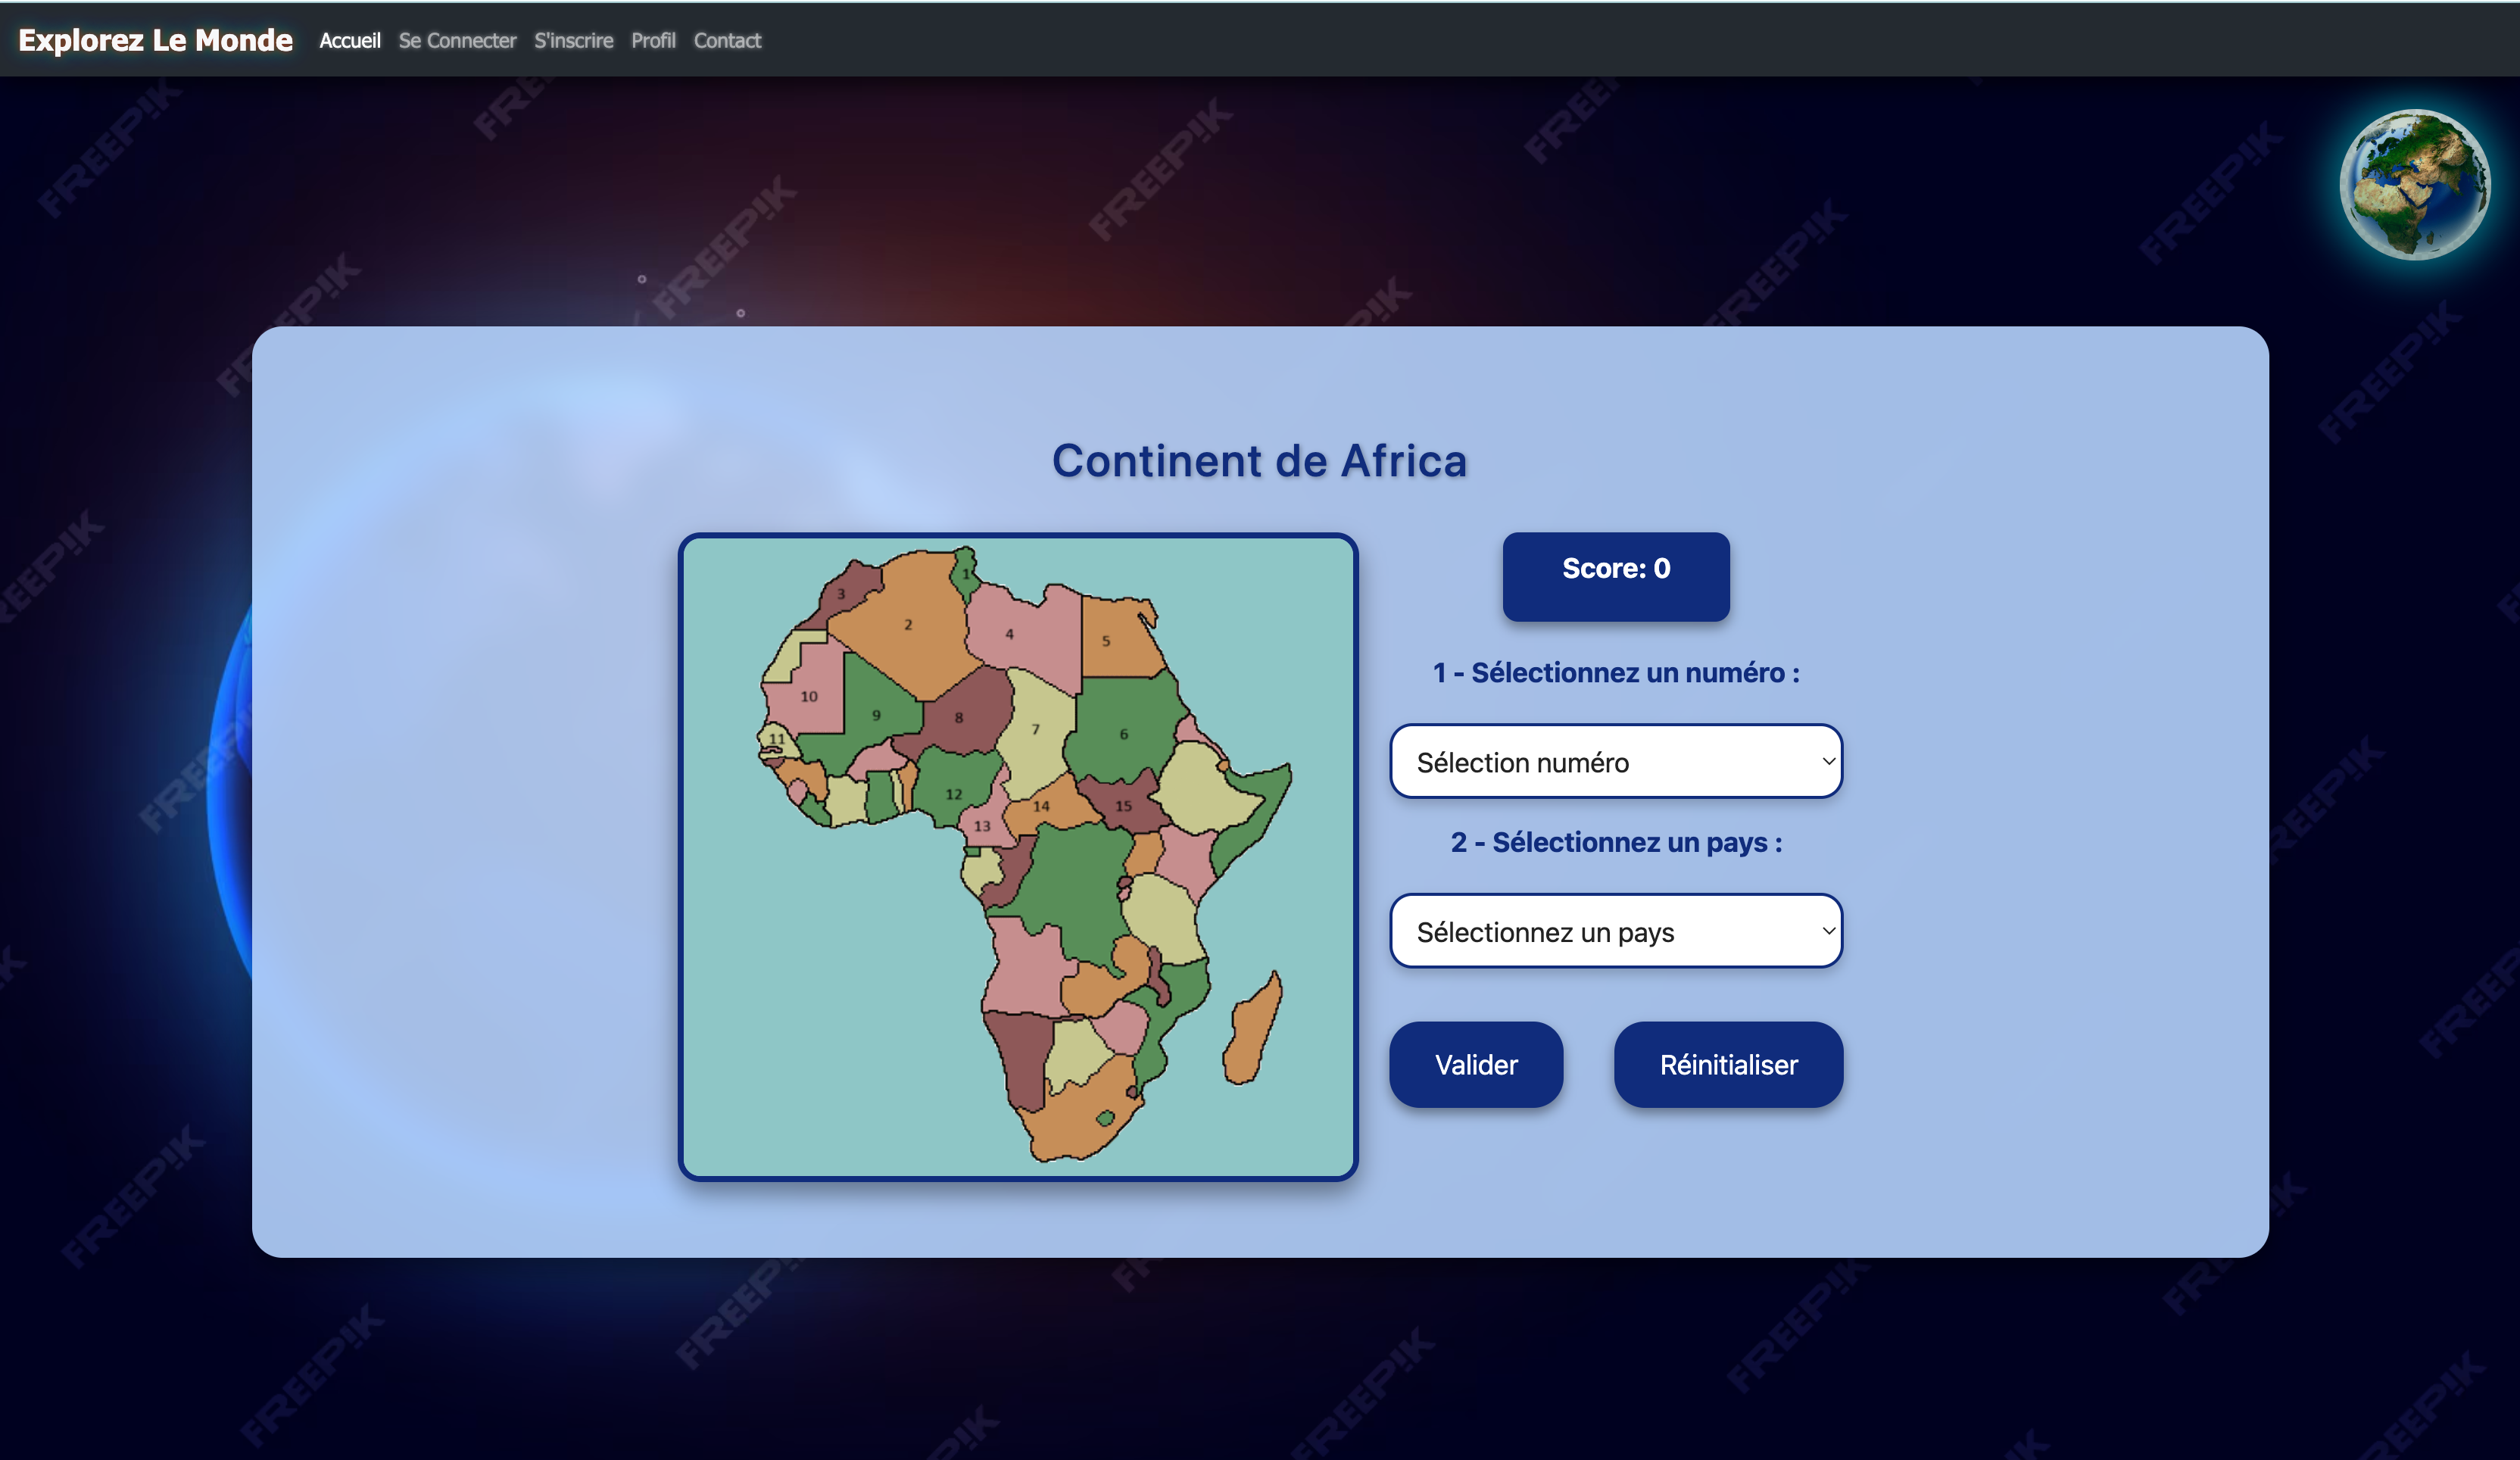 Explorez Le Monde Accueil Se Connecter S'inscrire Profil Contact
Continent de Africa
1
3
2
4
5
10
9
8
7
6
11
12
14
15
13
Score: 0
1 - Sélectionnez un numéro :
Sélection numéro
2 - Sélectionnez un pays :
Sélectionnez un pays
Valider Réinitialiser
FREEPIK